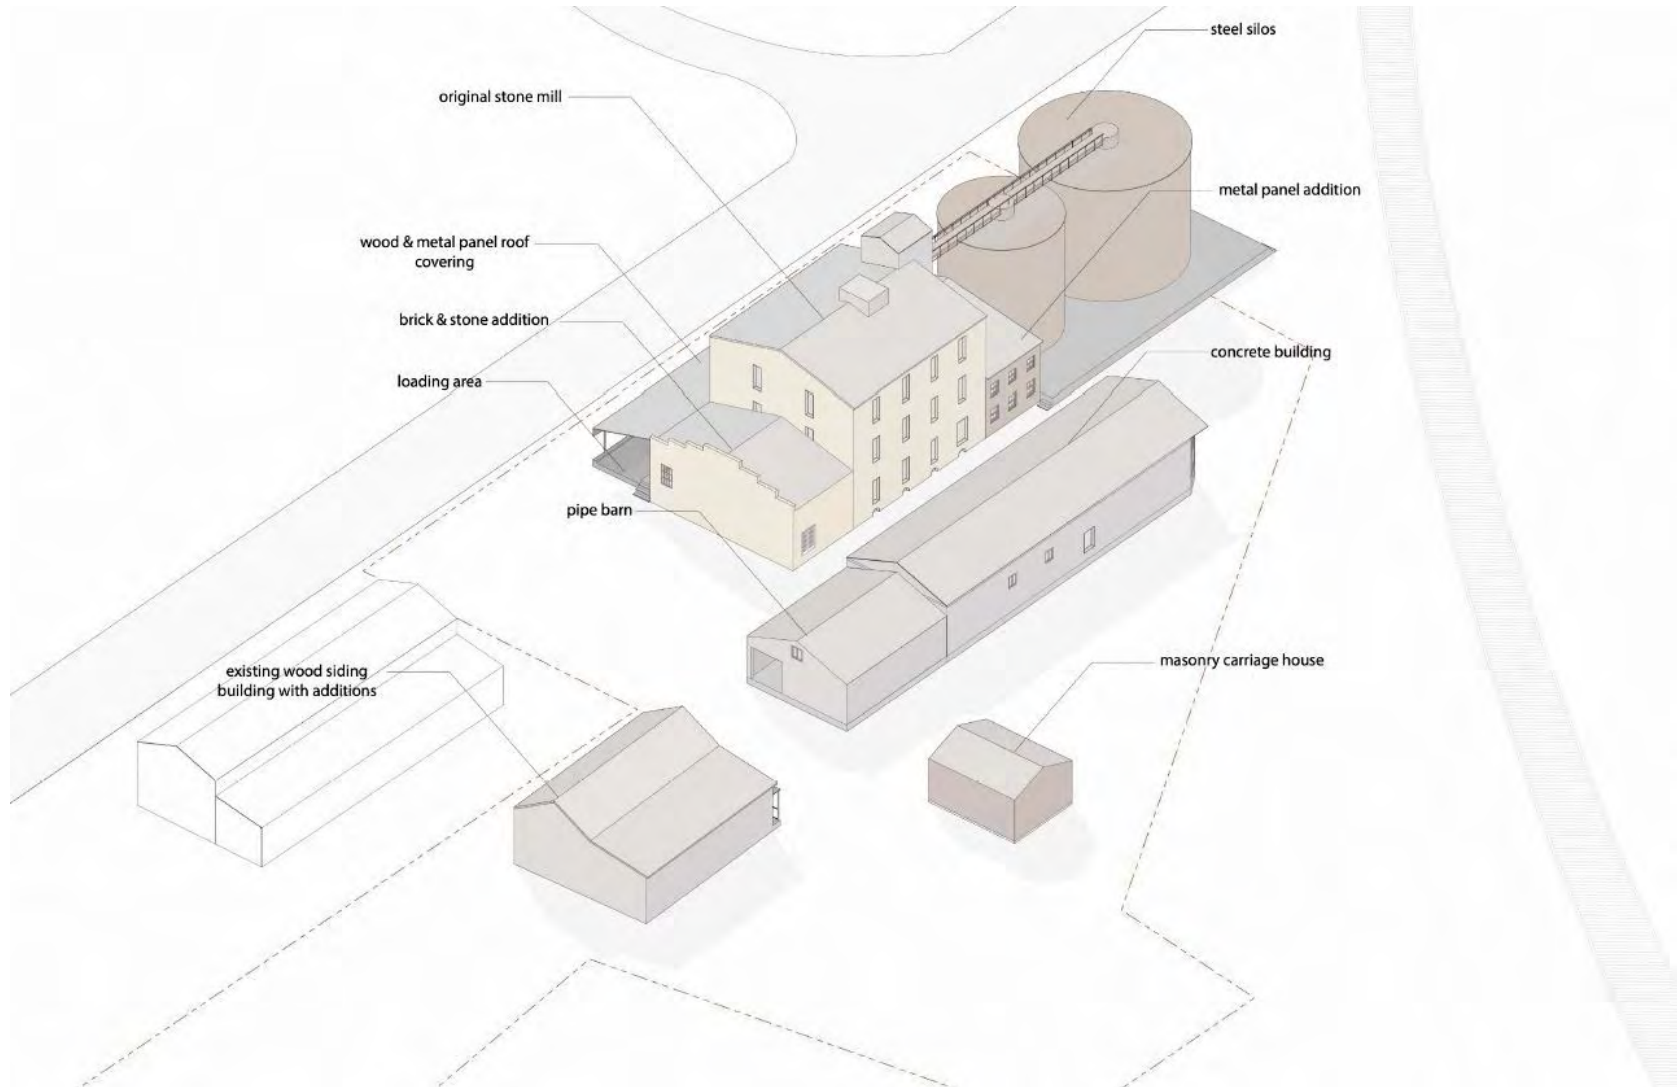 steel silos
original stone mill
metal panel addition
wood & metal panel roof
covering
brick & stone addition
concrete building
loading area
pipe barn
masonry carriage house
existing wood siding
building with additions